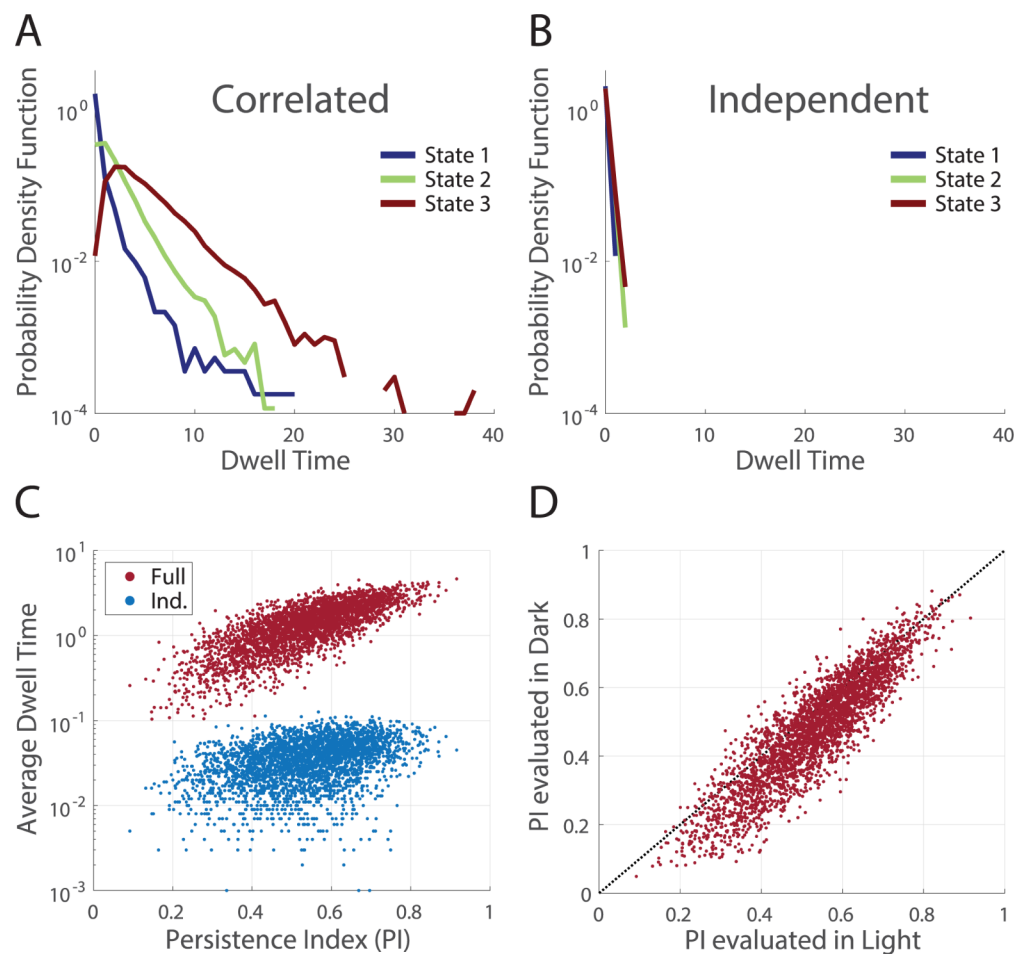 A
Probability Density Function
Correlated
State 1
State 2
State 3
10^0
10^-2
10^-4
0 10 20 30 40
Dwell Time
B
Probability Density Function
Independent
State 1
State 2
State 3
10^0
10^-2
10^-4
0 10 20 30 40
Dwell Time
C
Average Dwell Time
Full
Ind.
10^1
10^0
10^-1
10^-2
10^-3
0 0.2 0.4 0.6 0.8 1
Persistence Index (PI)
D
PI evaluated in Dark
1
0.8
0.6
0.4
0.2
0
0 0.2 0.4 0.6 0.8 1
PI evaluated in Light